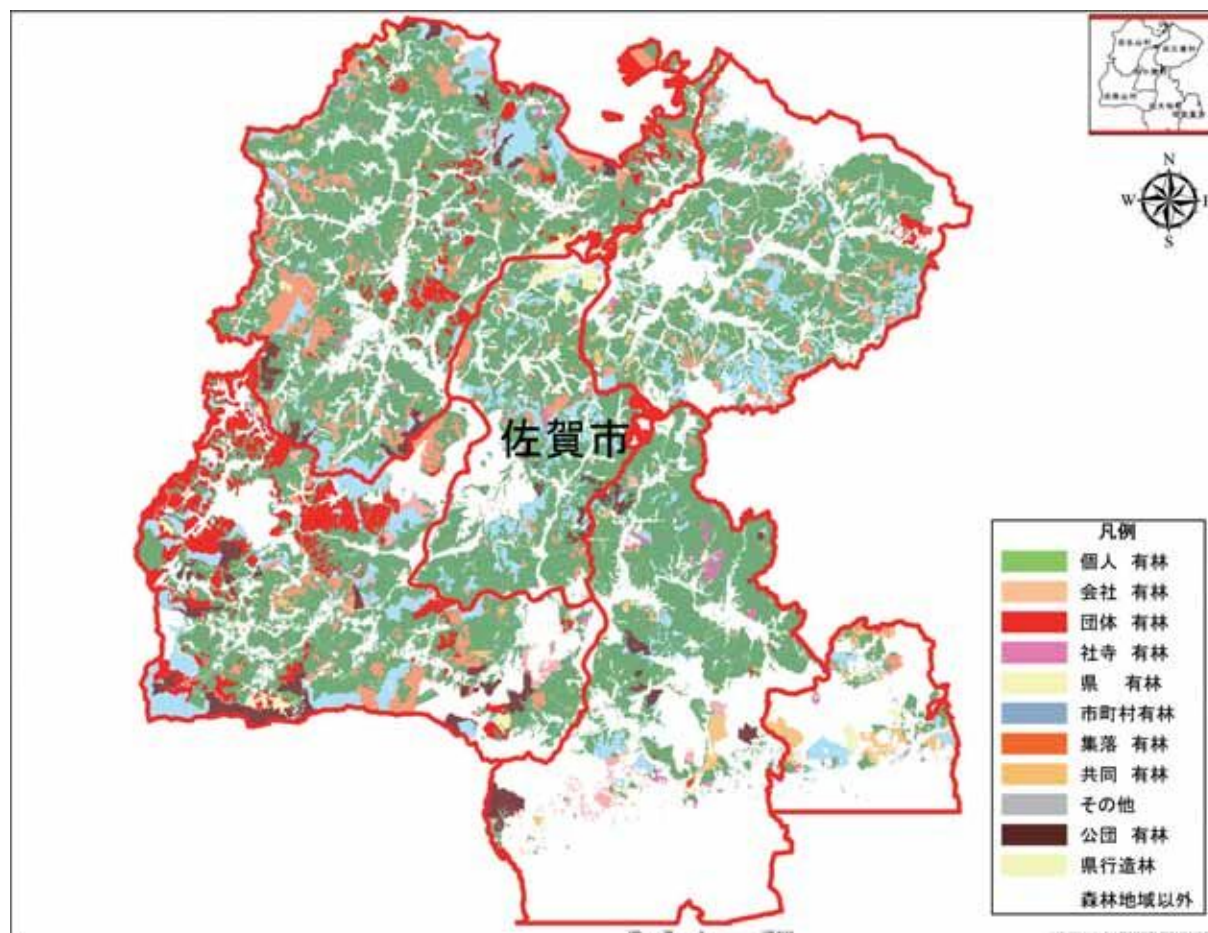 N
W
E
S
佐賀市
凡例
個人 有林
会社 有林
団体 有林
社寺 有林
県 有林
市町村有林
集落 有林
共同 有林
その他
公団 有林
県行造林
森林地域以外